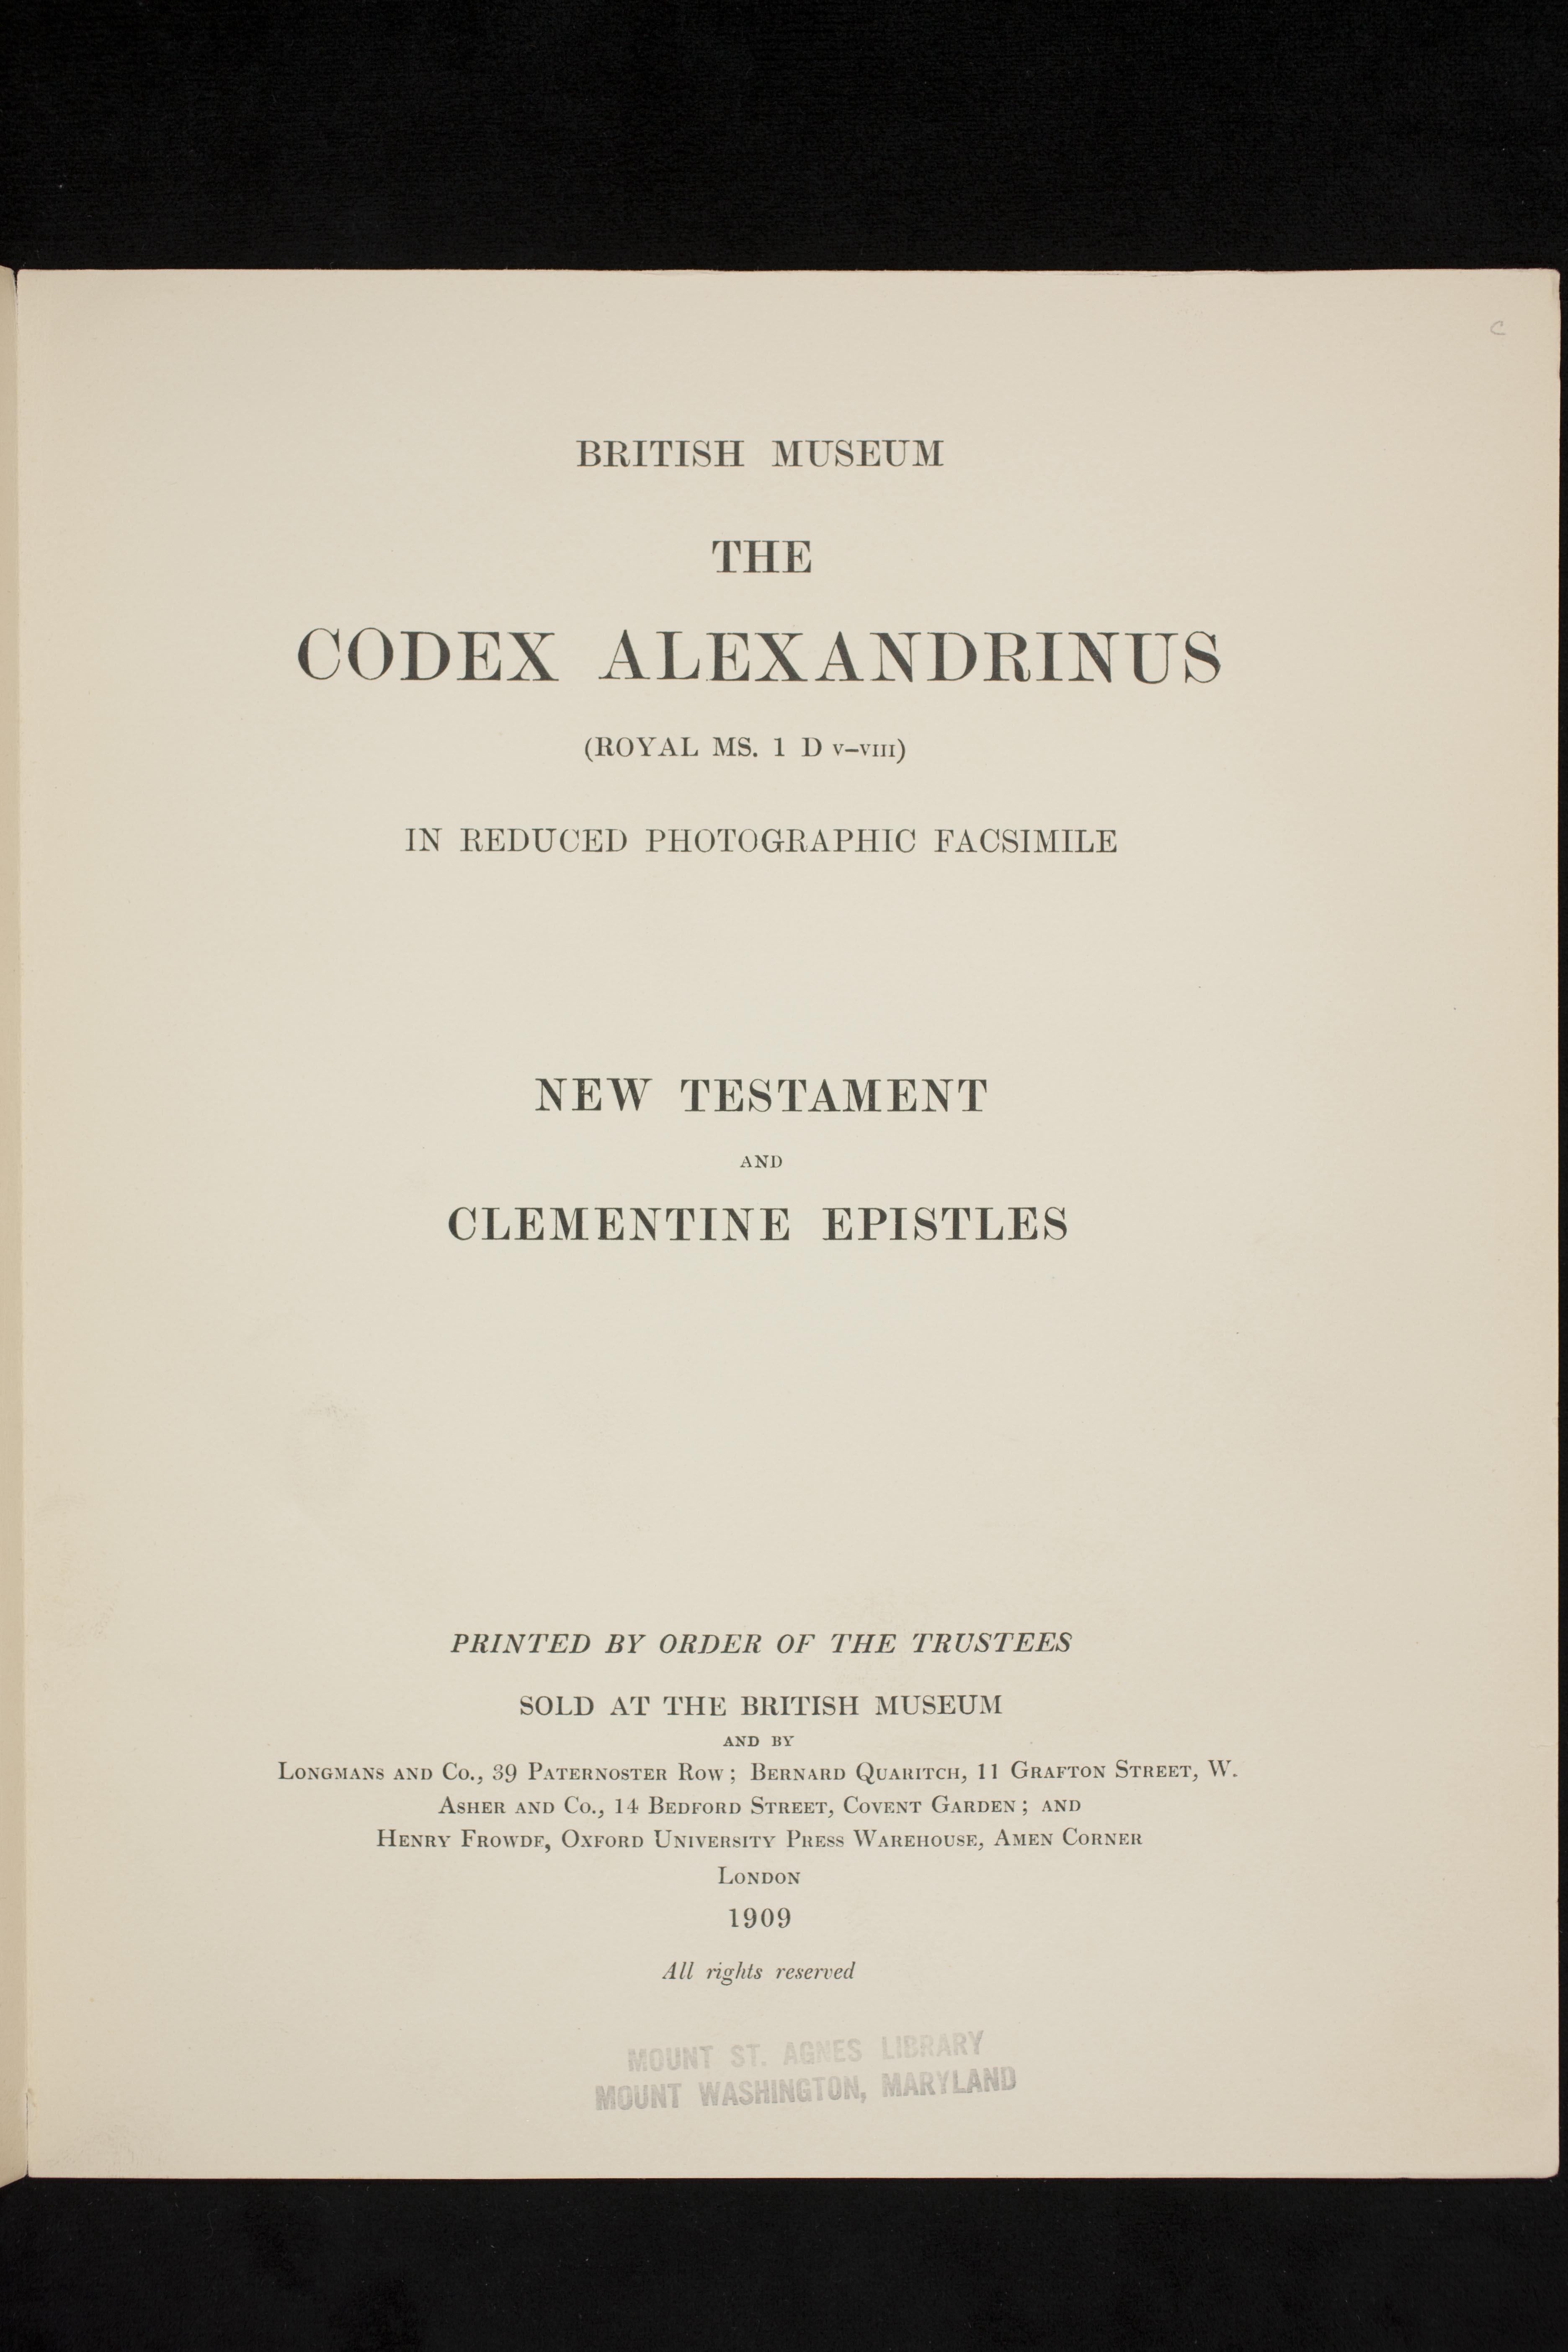 C
BRITISH MUSEUM
THE
CODEX ALEXANDRINUS
(ROYAL MS. 1 D V–VIII)
IN REDUCED PHOTOGRAPHIC FACSIMILE
NEW TESTAMENT
AND
CLEMENTINE EPISTLES
PRINTED BY ORDER OF THE TRUSTEES
SOLD AT THE BRITISH MUSEUM
AND BY
Longmans and Co., 39 Paternoster Row; Bernard Quaritch, 11 Grafton Street, W.
Asher and Co., 14 Bedford Street, Covent Garden; and
Henry Frowde, Oxford University Press Warehouse, Amen Corner
London
1909
All rights reserved
MOUNT ST. AGNES LIBRARY
MOUNT WASHINGTON, MARYLAND